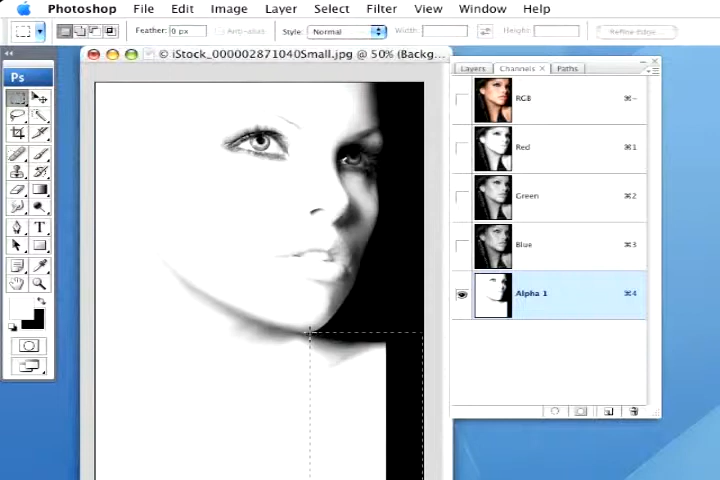 Photoshop File Edit Image Layer Select Filter View Window Help
Feather: 0 px Anti-alias Style: Normal Width: Height: Refine Edge...
© iStock_000002871040Small.jpg @ 50% (Backg...
Ps
Layers Channels x Paths
RGB ⌘~
Red ⌘1
Green ⌘2
Blue ⌘3
Alpha 1 ⌘4
T